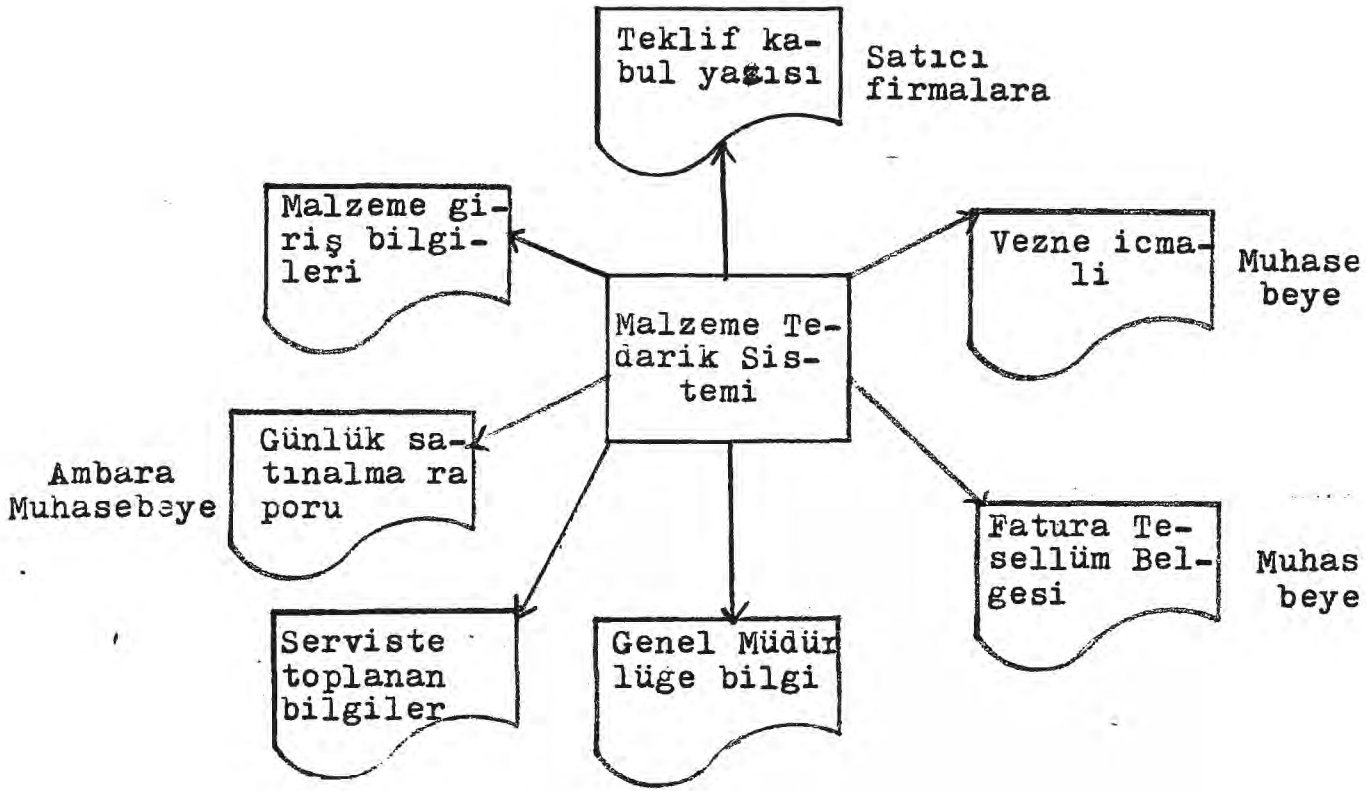 Teklif ka-
bul yazısı
Satıcı
firmalara
Malzeme gi-
riş bilgi-
leri
Vezne icma-
li
Muhase
beye
Malzeme Te-
darik Sis-
temi
Günlük sa-
tınalma ra
poru
Ambara
Muhasebeye
Fatura Te-
sellüm Bel-
gesi
Muhas
beye
Serviste
toplanan
bilgiler
Genel Müdür
lüge bilgi